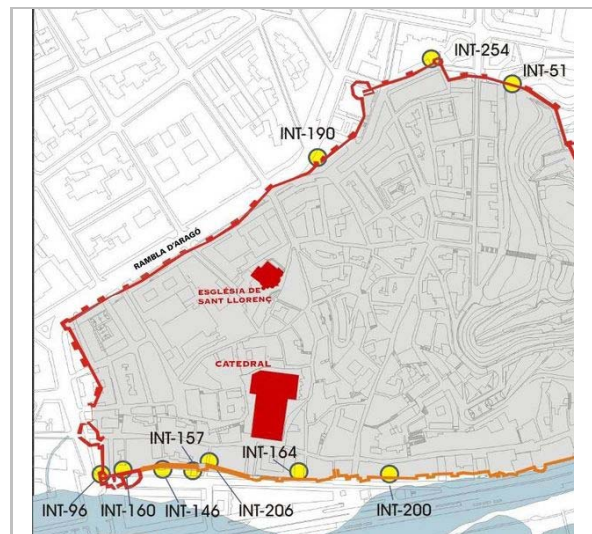 INT-254
INT-51
INT-190
RAMBLA D'ARAGÓ
ESGLÉSIA DE
SANT LLORENÇ
CATEDRAL
INT-157
INT-164
INT-96
INT-160
INT-146
INT-206
INT-200